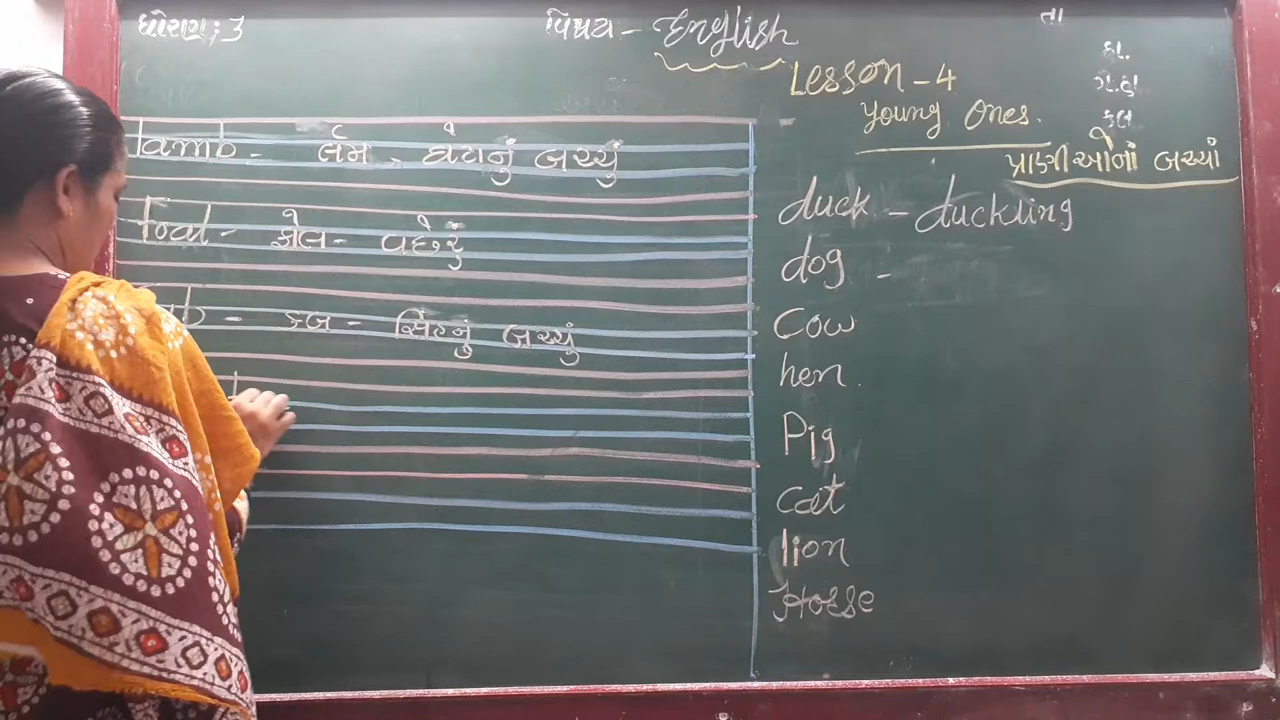 ધોરણ: 3
વિષય - English
તા
Lesson - 4
Young Ones.
પ્રાણીઓનાં બચ્ચાં
હા.
ગે.હા
કુલ
lamb - લૅમ - ઘેટાનું બચ્ચું
foal - ફોલ - વછેરું
કબ - સિંહનું બચ્ચું
duck - duckling
dog -
Cow
hen.
Pig
Cat
lion
Horse